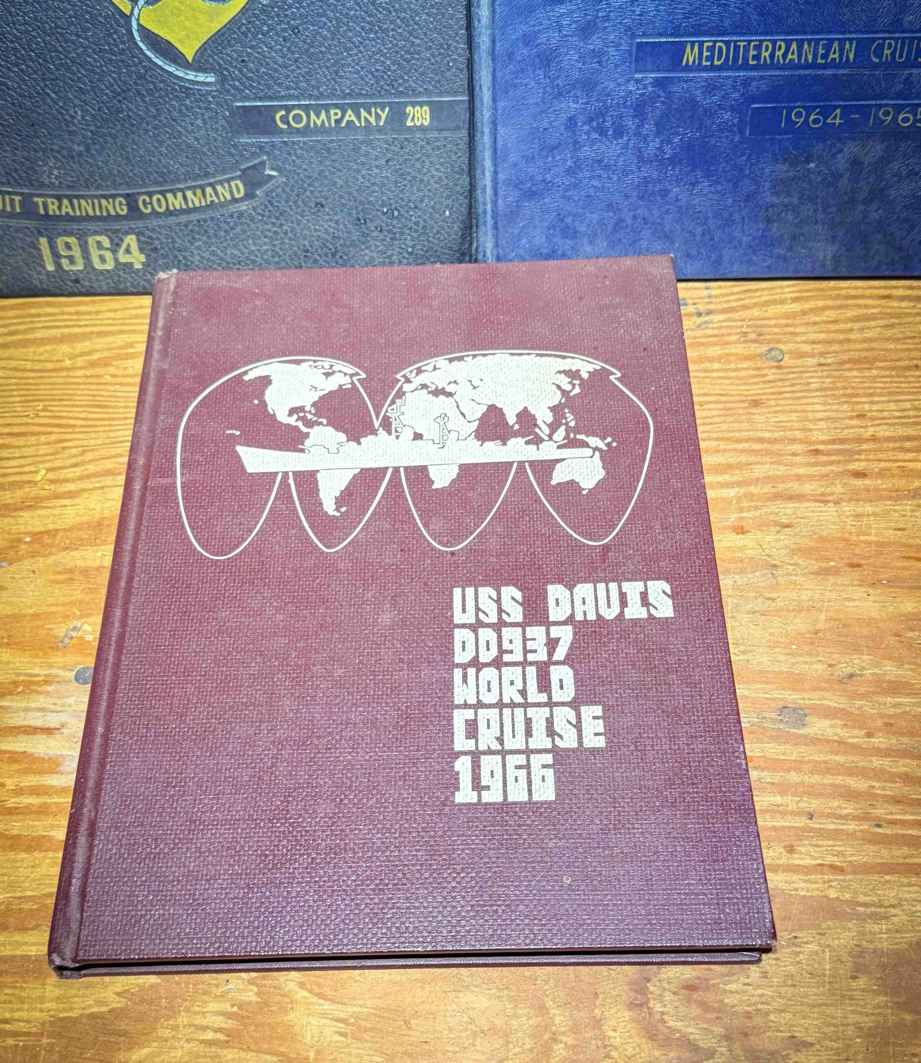 COMPANY 289
TRAINING COMMAND
1964
MEDITERRANEAN
1964-1965
USS DAVIS
DD937
WORLD
CRUISE
1966